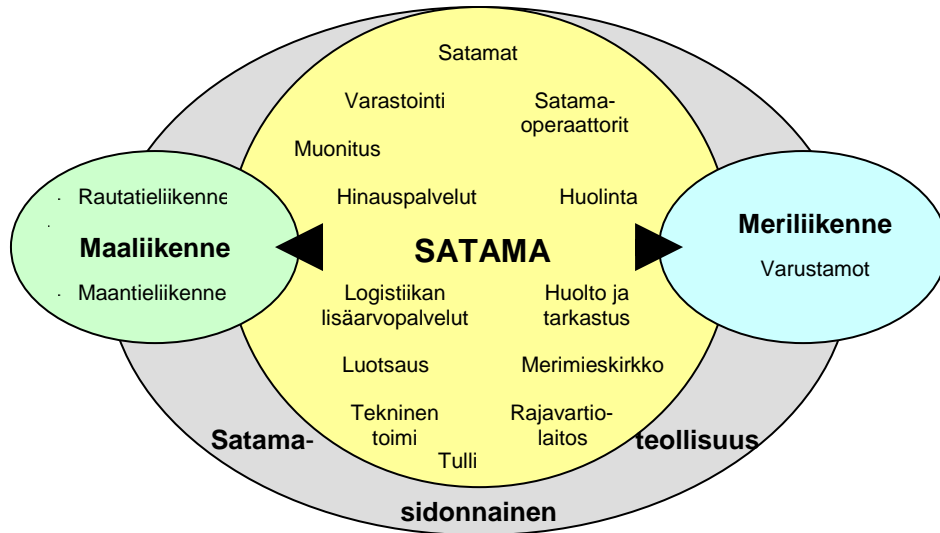 Satamat
Varastointi
Satama-
operaattorit
Muonitus
Hinauspalvelut
Huolinta
· Rautatieliikenne
·
Maaliikenne
· Maantieliikenne
SATAMA
Meriliikenne
Varustamot
Logistiikan
lisäarvopalvelut
Huolto ja
tarkastus
Luotsaus
Merimieskirkko
Tekninen
toimi
Rajavartio-
laitos
Tulli
Satama-
sidonnainen
teollisuus